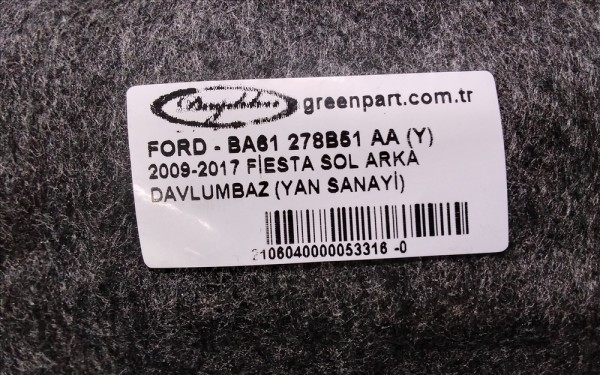 greenpart.com.tr
FORD - BA61 278B51 AA (Y)
2009-2017 FİESTA SOL ARKA
DAVLUMBAZ (YAN SANAYİ)
2106040000053316 -0